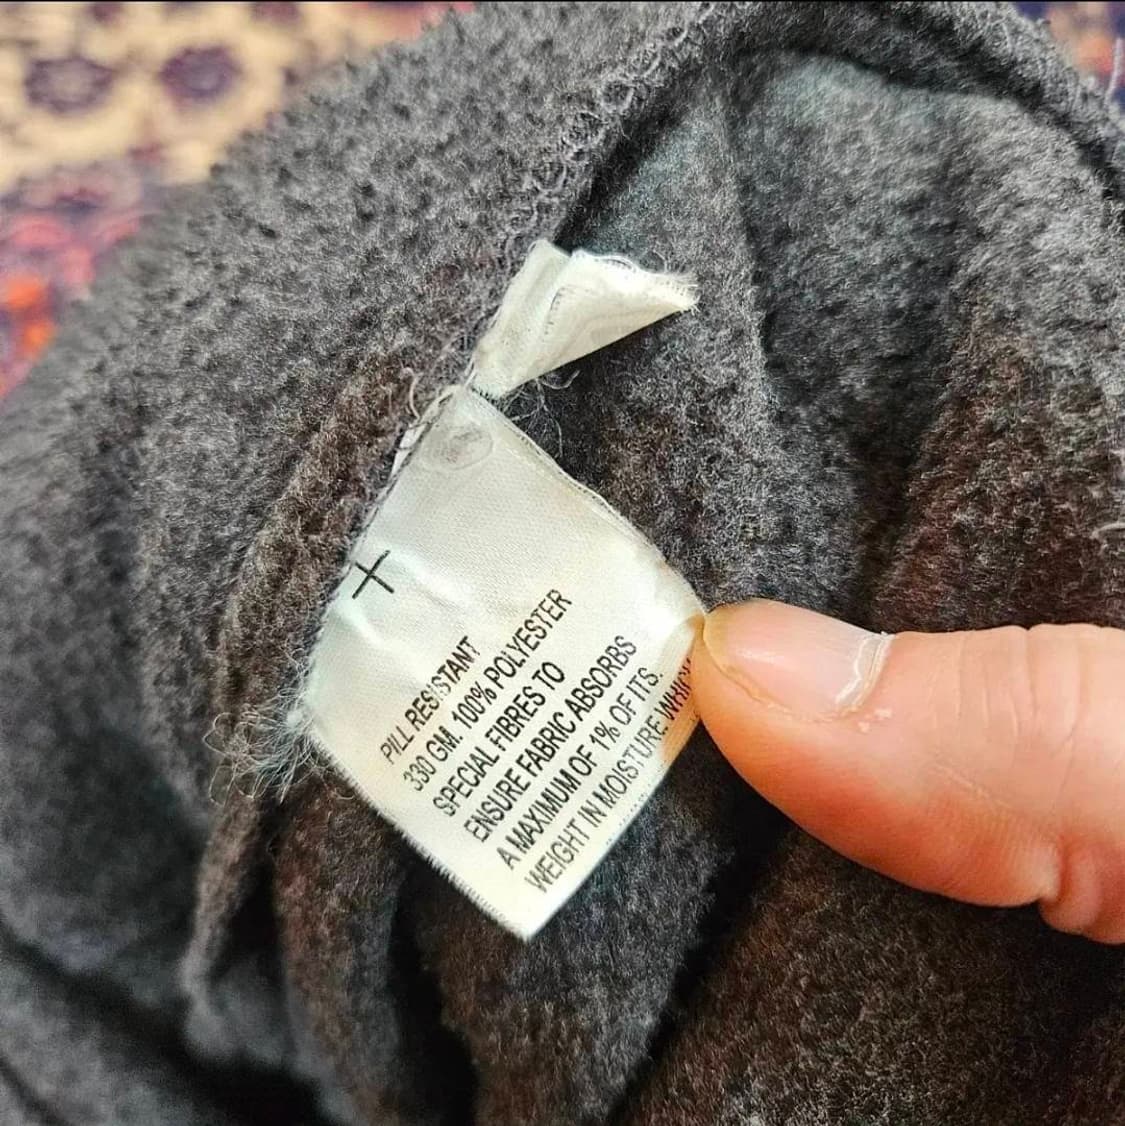 PILL RESISTANT
330 GM. 100% POLYESTER
SPECIAL FIBRES TO
ENSURE FABRIC ABSORBS
A MAXIMUM OF 1% OF ITS.
WEIGHT IN MOISTURE.